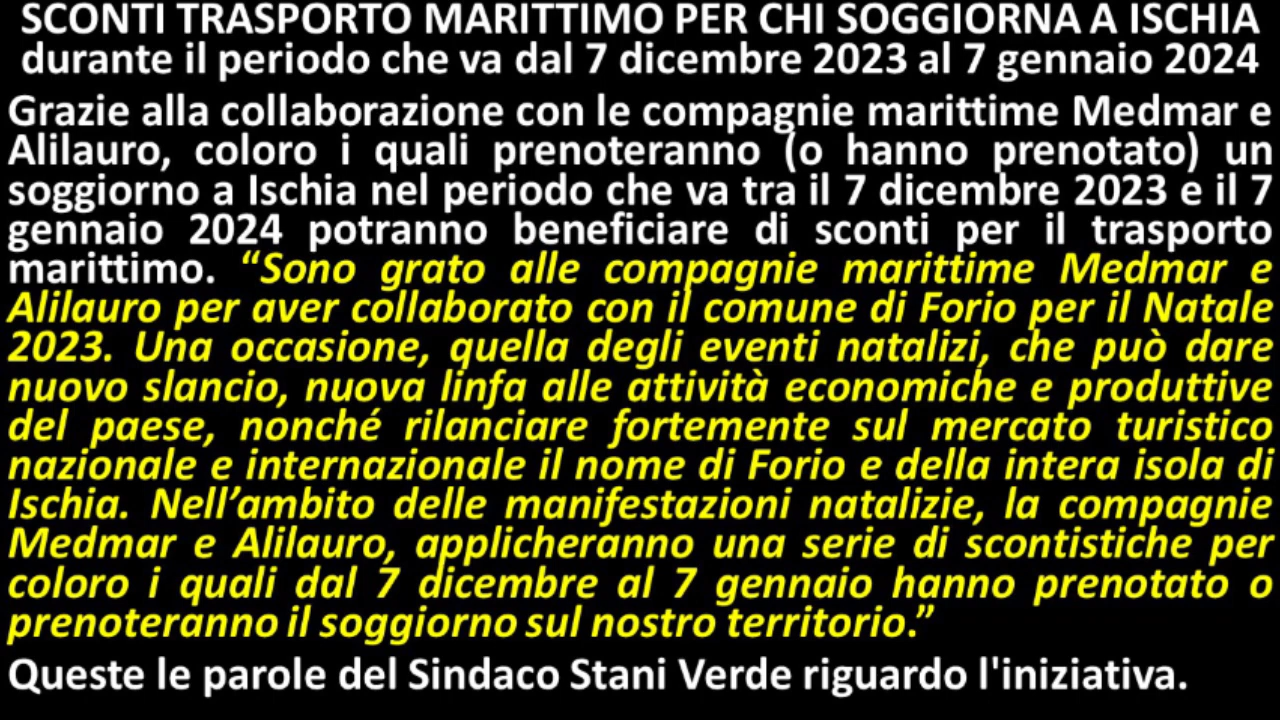 SCONTI TRASPORTO MARITTIMO PER CHI SOGGIORNA A ISCHIA
durante il periodo che va dal 7 dicembre 2023 al 7 gennaio 2024
Grazie alla collaborazione con le compagnie marittime Medmar e
Alilauro, coloro i quali prenoteranno (o hanno prenotato) un
soggiorno a Ischia nel periodo che va tra il 7 dicembre 2023 e il 7
gennaio 2024 potranno beneficiare di sconti per il trasporto
marittimo. “Sono grato alle compagnie marittime Medmar e
Alilauro per aver collaborato con il comune di Forio per il Natale
2023. Una occasione, quella degli eventi natalizi, che può dare
nuovo slancio, nuova linfa alle attività economiche e produttive
del paese, nonché rilanciare fortemente sul mercato turistico
nazionale e internazionale il nome di Forio e della intera isola di
Ischia. Nell’ambito delle manifestazioni natalizie, la compagnie
Medmar e Alilauro, applicheranno una serie di scontistiche per
coloro i quali dal 7 dicembre al 7 gennaio hanno prenotato o
prenoteranno il soggiorno sul nostro territorio.”
Queste le parole del Sindaco Stani Verde riguardo l'iniziativa.